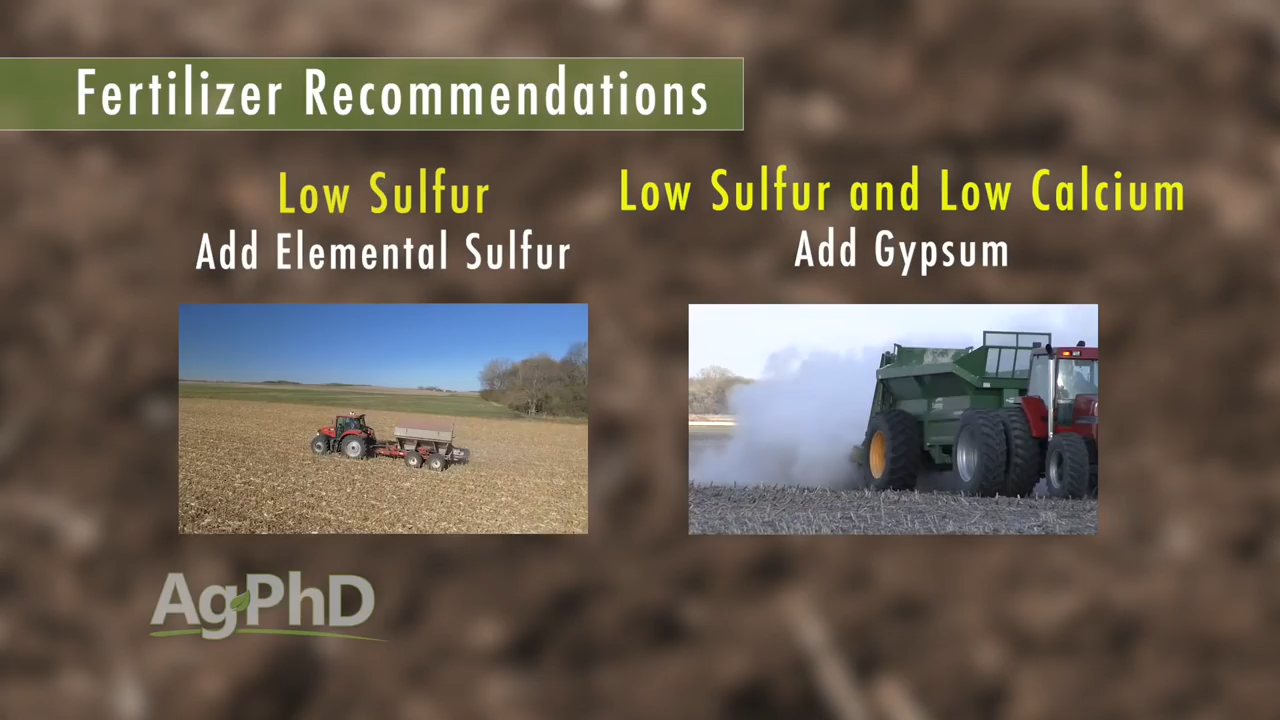 Fertilizer Recommendations
Low Sulfur
Add Elemental Sulfur
Low Sulfur and Low Calcium
Add Gypsum
AgPhD